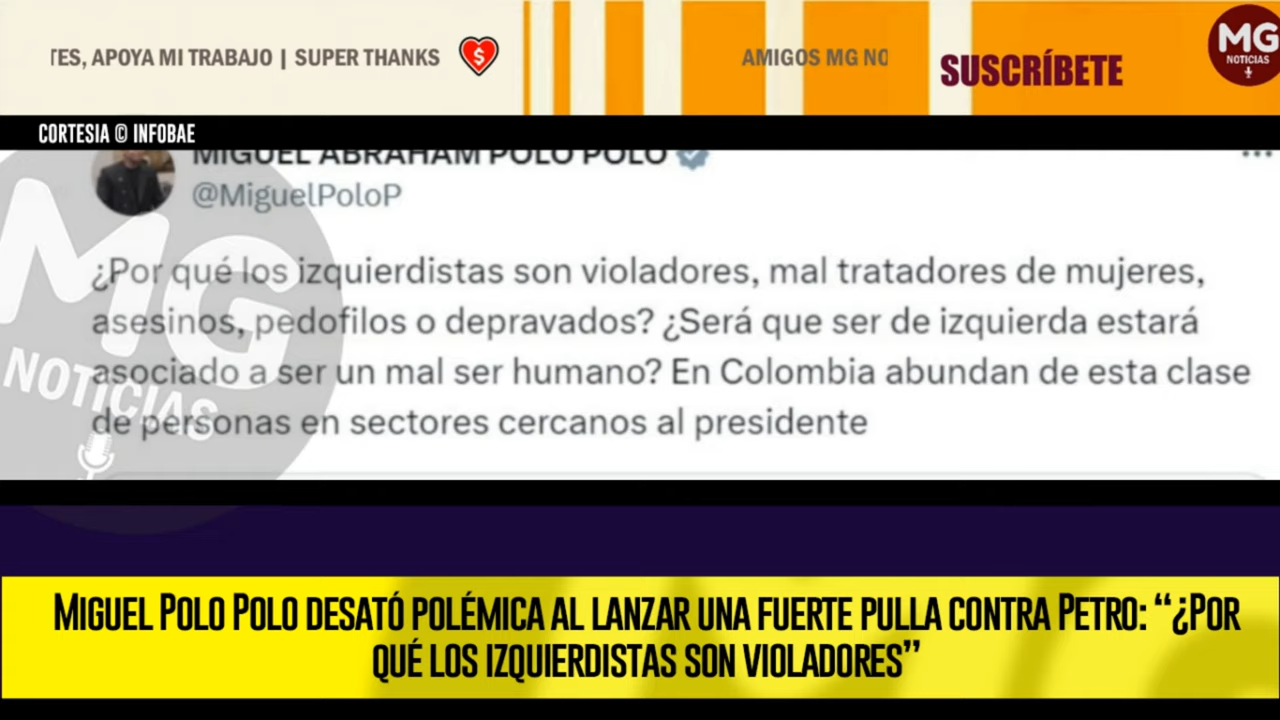 TES, APOYA MI TRABAJO | SUPER THANKS
AMIGOS MG NO
SUSCRÍBETE
MG
NOTICIAS
CORTESIA © INFOBAE
MIGUEL ABRAHAM POLO POLO
@MiguelPoloP
¿Por qué los izquierdistas son violadores, mal tratadores de mujeres,
asesinos, pedofilos o depravados? ¿Será que ser de izquierda estará
asociado a ser un mal ser humano? En Colombia abundan de esta clase
de personas en sectores cercanos al presidente
MG
NOTICIAS
MIGUEL POLO POLO DESATÓ POLÉMICA AL LANZAR UNA FUERTE PULLA CONTRA PETRO: “¿POR
QUÉ LOS IZQUIERDISTAS SON VIOLADORES”